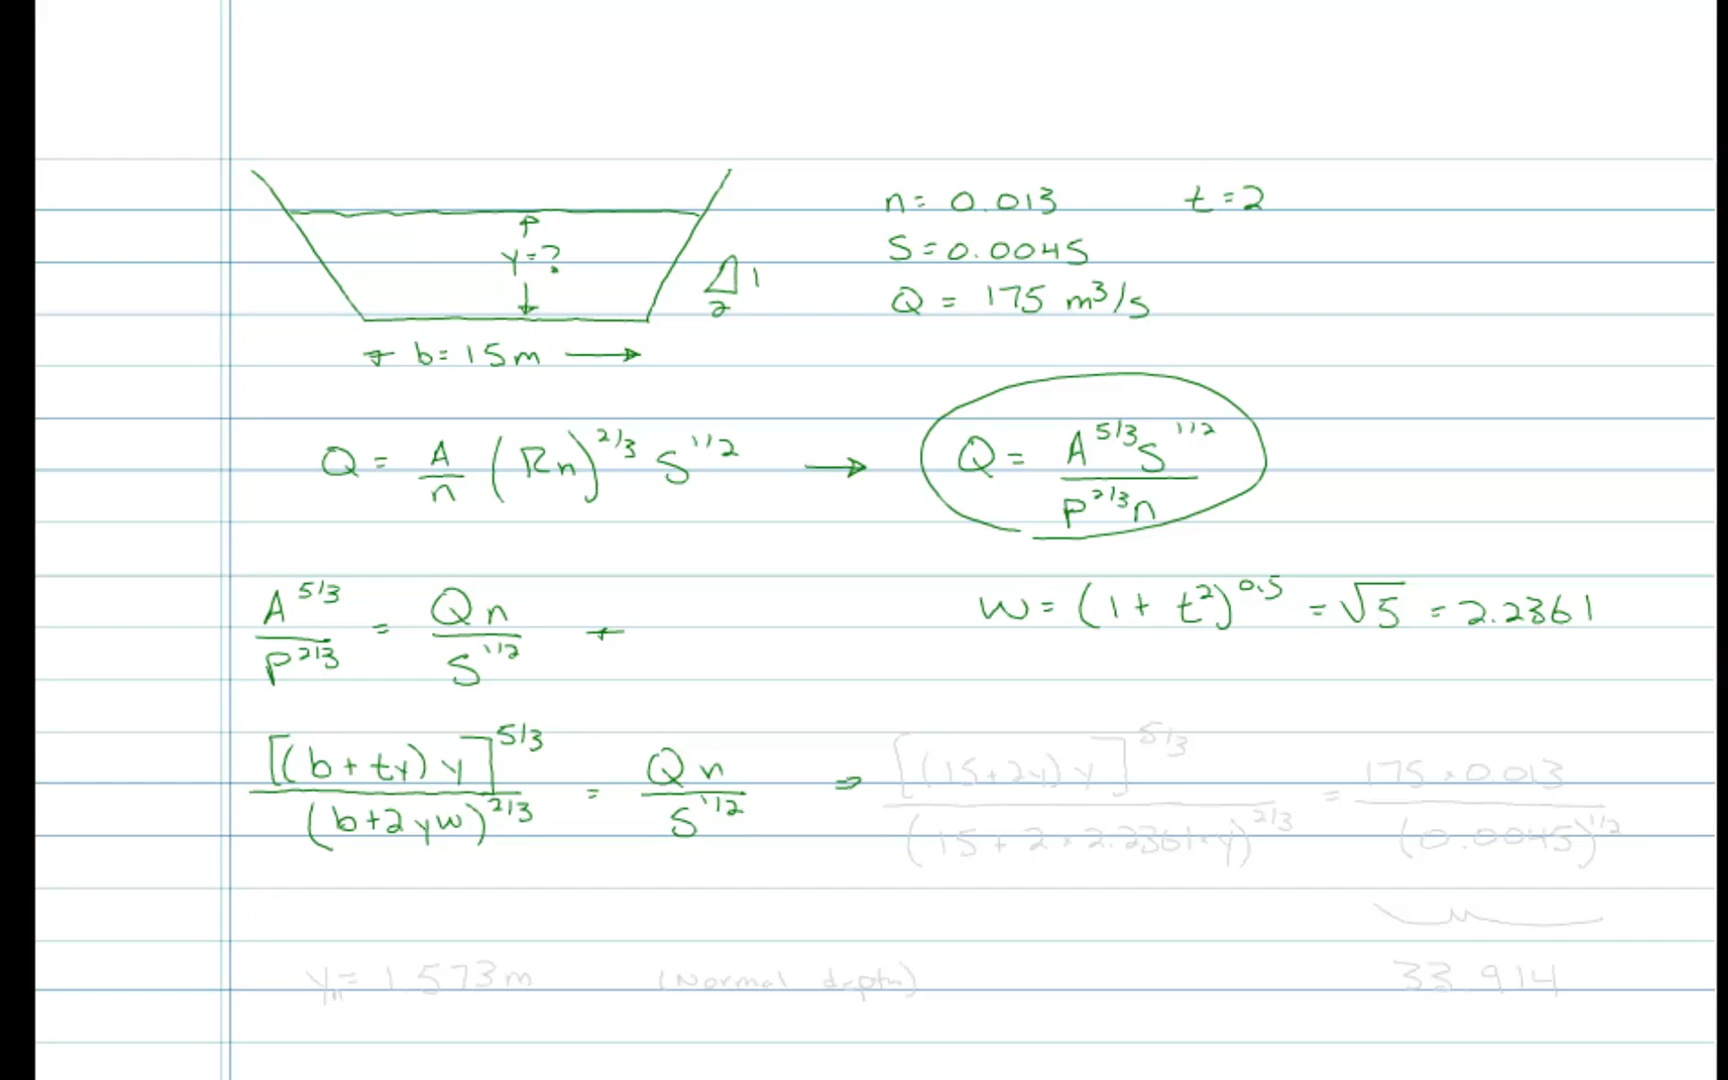 n = 0.013 t = 2
S = 0.0045
Q = 175 m³/s
y = ?
1
2
b = 15m
Q = A/n (Rn)^2/3 S^1/2 → Q = A^5/3 S^1/2 / P^2/3 n
A^5/3 / P^2/3 = Qn / S^1/2
w = (1 + t²)^0.5 = √5 = 2.2361
[(b + ty) y]^5/3 / (b + 2yw)^2/3 = Qn / S^1/2 ⇒ [(15 + 2y) y]^5/3 / (15 + 2 * 2.2361 * y)^2/3 = 175 * 0.013 / (0.0045)^1/2
yn = 1.573m (Normal depth) 33.914